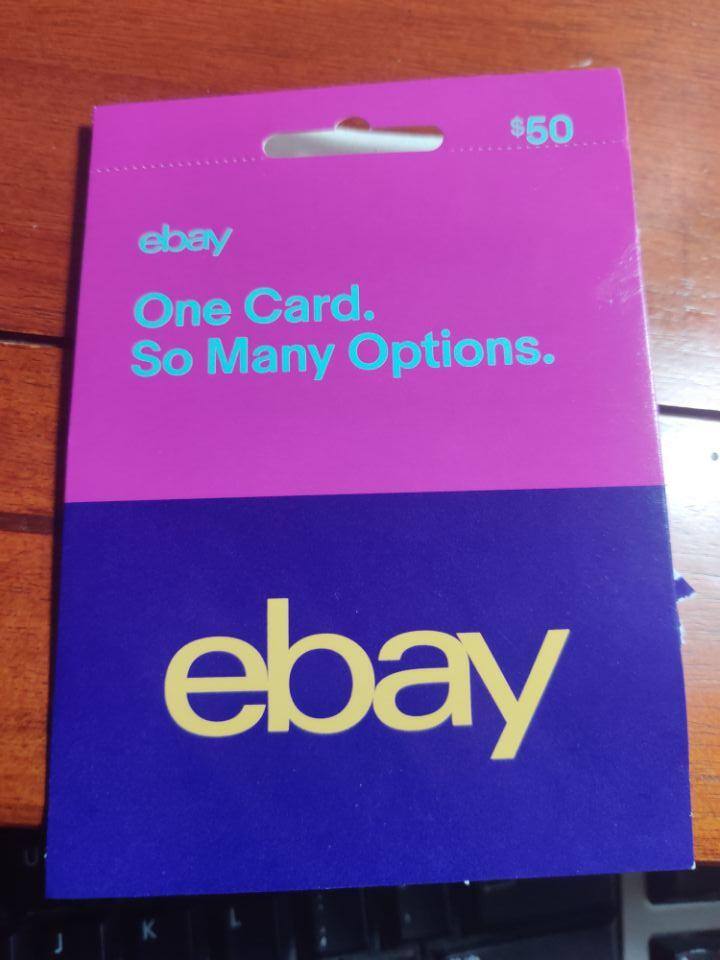 $50
ebay
One Card.
So Many Options.
ebay
U
J K L